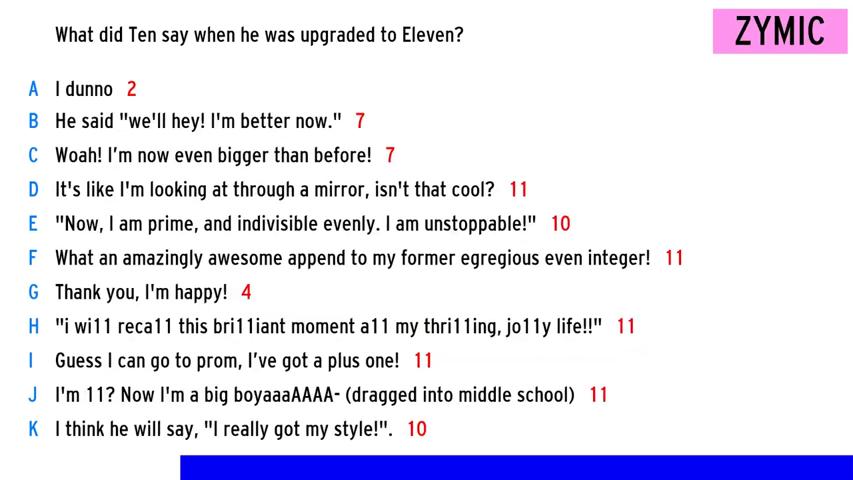 What did Ten say when he was upgraded to Eleven?
ZYMIC
A I dunno 2
B He said "we'll hey! I'm better now." 7
C Woah! I’m now even bigger than before! 7
D It's like I'm looking at through a mirror, isn't that cool? 11
E "Now, I am prime, and indivisible evenly. I am unstoppable!" 10
F What an amazingly awesome append to my former egregious even integer! 11
G Thank you, I'm happy! 4
H "i wi11 reca11 this bri11iant moment a11 my thri11ing, jo11y life!!" 11
I Guess I can go to prom, I’ve got a plus one! 11
J I'm 11? Now I'm a big boyaaaAAAA- (dragged into middle school) 11
K I think he will say, "I really got my style!". 10